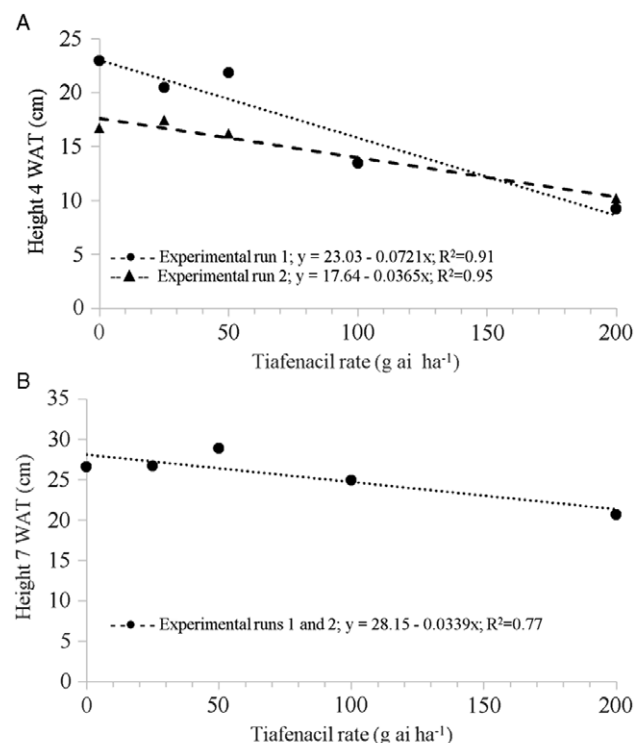 A
25
20
15
10
5
0
Height 4 WAT (cm)
Experimental run 1; y = 23.03 - 0.0721x; R²=0.91
Experimental run 2; y = 17.64 - 0.0365x; R²=0.95
0 50 100 150 200
Tiafenacil rate (g ai ha⁻¹)
B
35
30
25
20
15
10
5
0
Height 7 WAT (cm)
Experimental runs 1 and 2; y = 28.15 - 0.0339x; R²=0.77
0 50 100 150 200
Tiafenacil rate (g ai ha⁻¹)